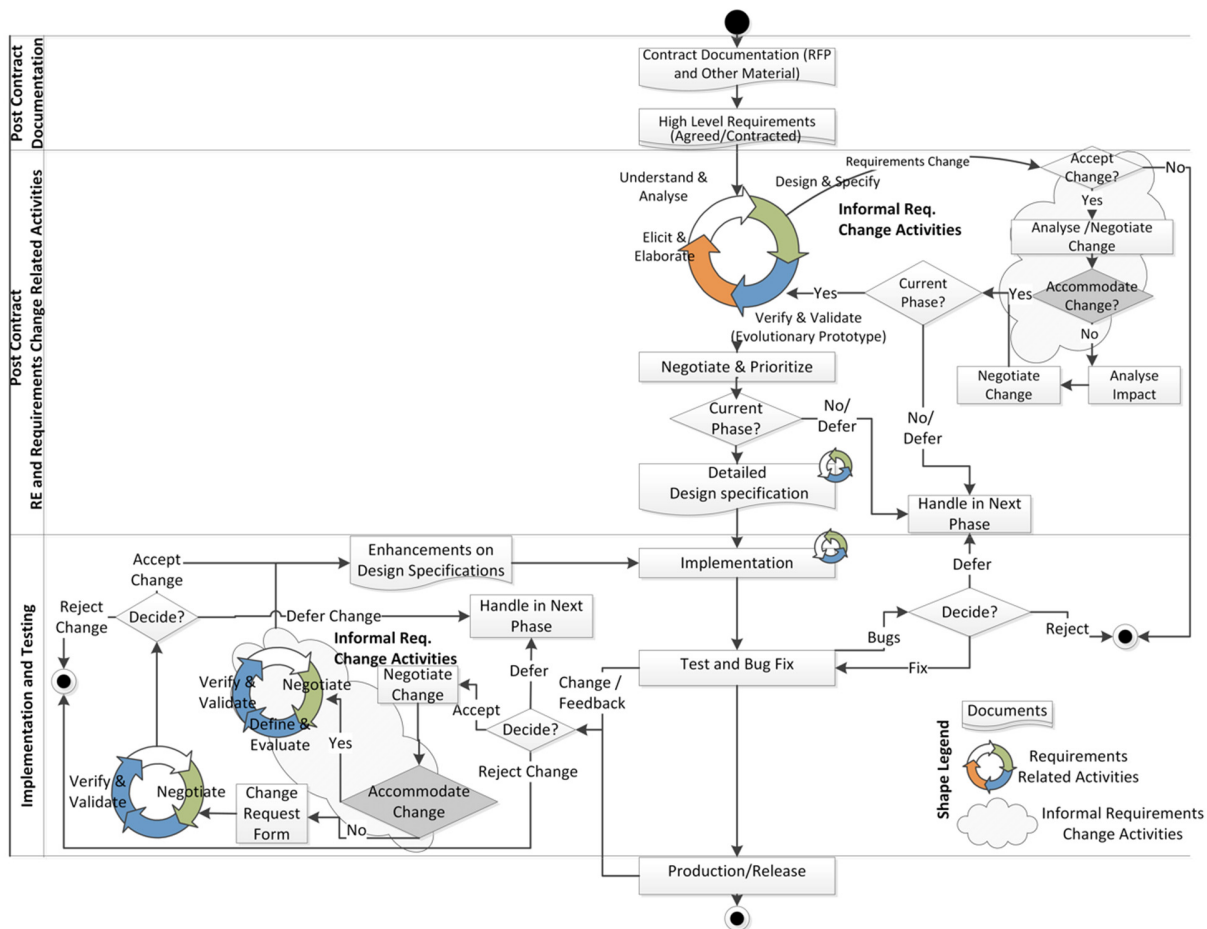 Post Contract
Documentation
Contract Documentation (RFP
and Other Material)
High Level Requirements
(Agreed/Contracted)
Post Contract
RE and Requirements Change Related Activities
Understand &
Analyse
Design & Specify
Elicit &
Elaborate
Verify & Validate
(Evolutionary Prototype)
Requirements Change
Informal Req.
Change Activities
Accept
Change?
No
Yes
Analyse /Negotiate
Change
Accommodate
Change?
Yes
No
Analyse
Impact
Negotiate
Change
Current
Phase?
Yes
No/
Defer
Negotiate & Prioritize
Current
Phase?
No/
Defer
Detailed
Design specification
Handle in Next
Phase
Implementation and Testing
Accept
Change
Enhancements on
Design Specifications
Implementation
Defer
Reject
Change
Decide?
Defer Change
Handle in Next
Phase
Decide?
Bugs
Reject
Fix
Test and Bug Fix
Informal Req.
Change Activities
Verify &
Validate
Negotiate
Define &
Evaluate
Negotiate
Change
Defer
Change /
Feedback
Accept
Decide?
Yes
Reject Change
Verify &
Validate
Negotiate
Change
Request
Form
No
Accommodate
Change
Shape Legend
Documents
Requirements
Related Activities
Informal Requirements
Change Activities
Production/Release